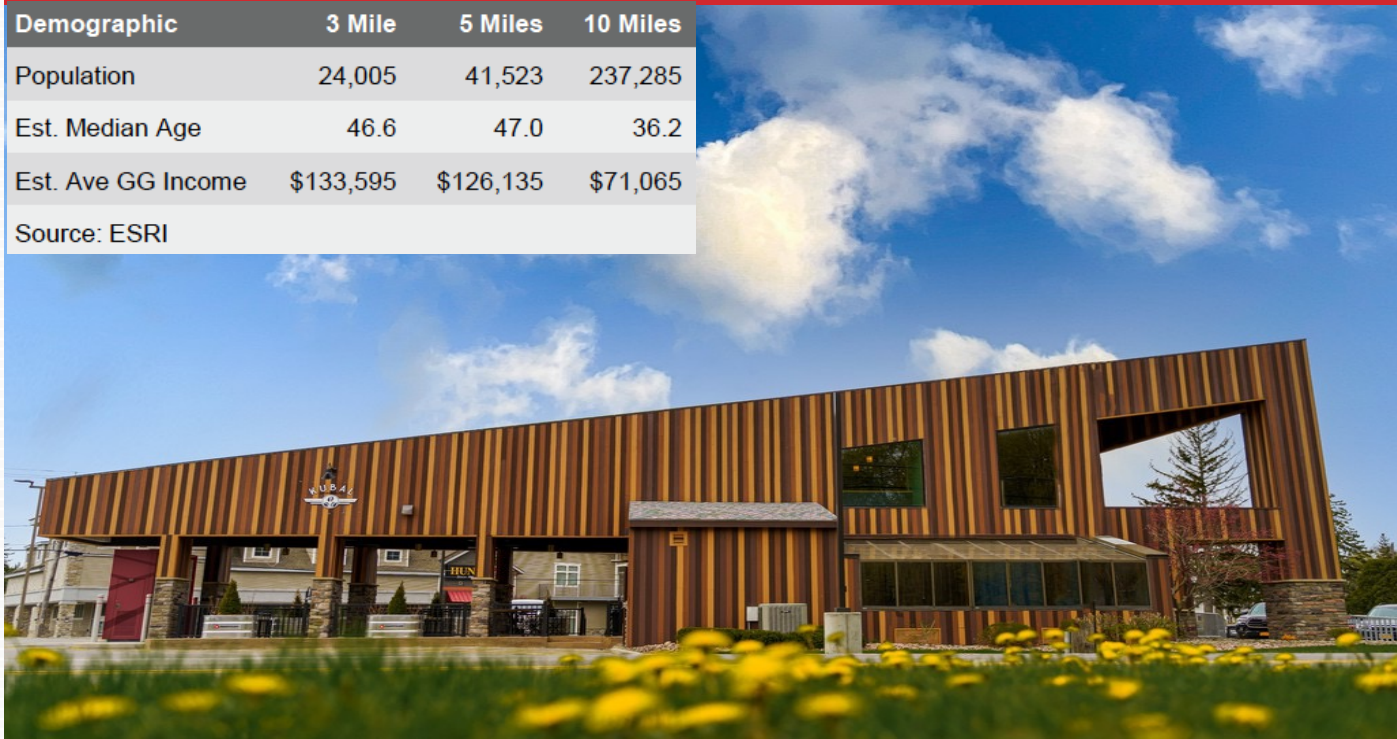 Demographic 3 Mile 5 Miles 10 Miles
Population 24,005 41,523 237,285
Est. Median Age 46.6 47.0 36.2
Est. Ave GG Income $133,595 $126,135 $71,065
Source: ESRI
KUBAL
HUN